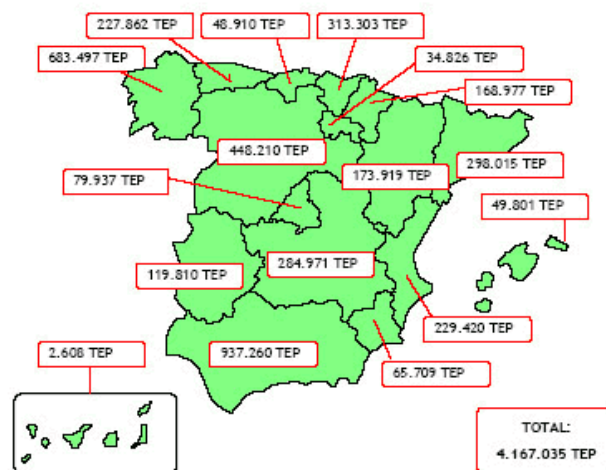 227.862 TEP
48.910 TEP
313.303 TEP
683.497 TEP
34.826 TEP
168.977 TEP
448.210 TEP
298.015 TEP
79.937 TEP
173.919 TEP
49.801 TEP
119.810 TEP
284.971 TEP
229.420 TEP
2.608 TEP
937.260 TEP
65.709 TEP
TOTAL:
4.167.035 TEP